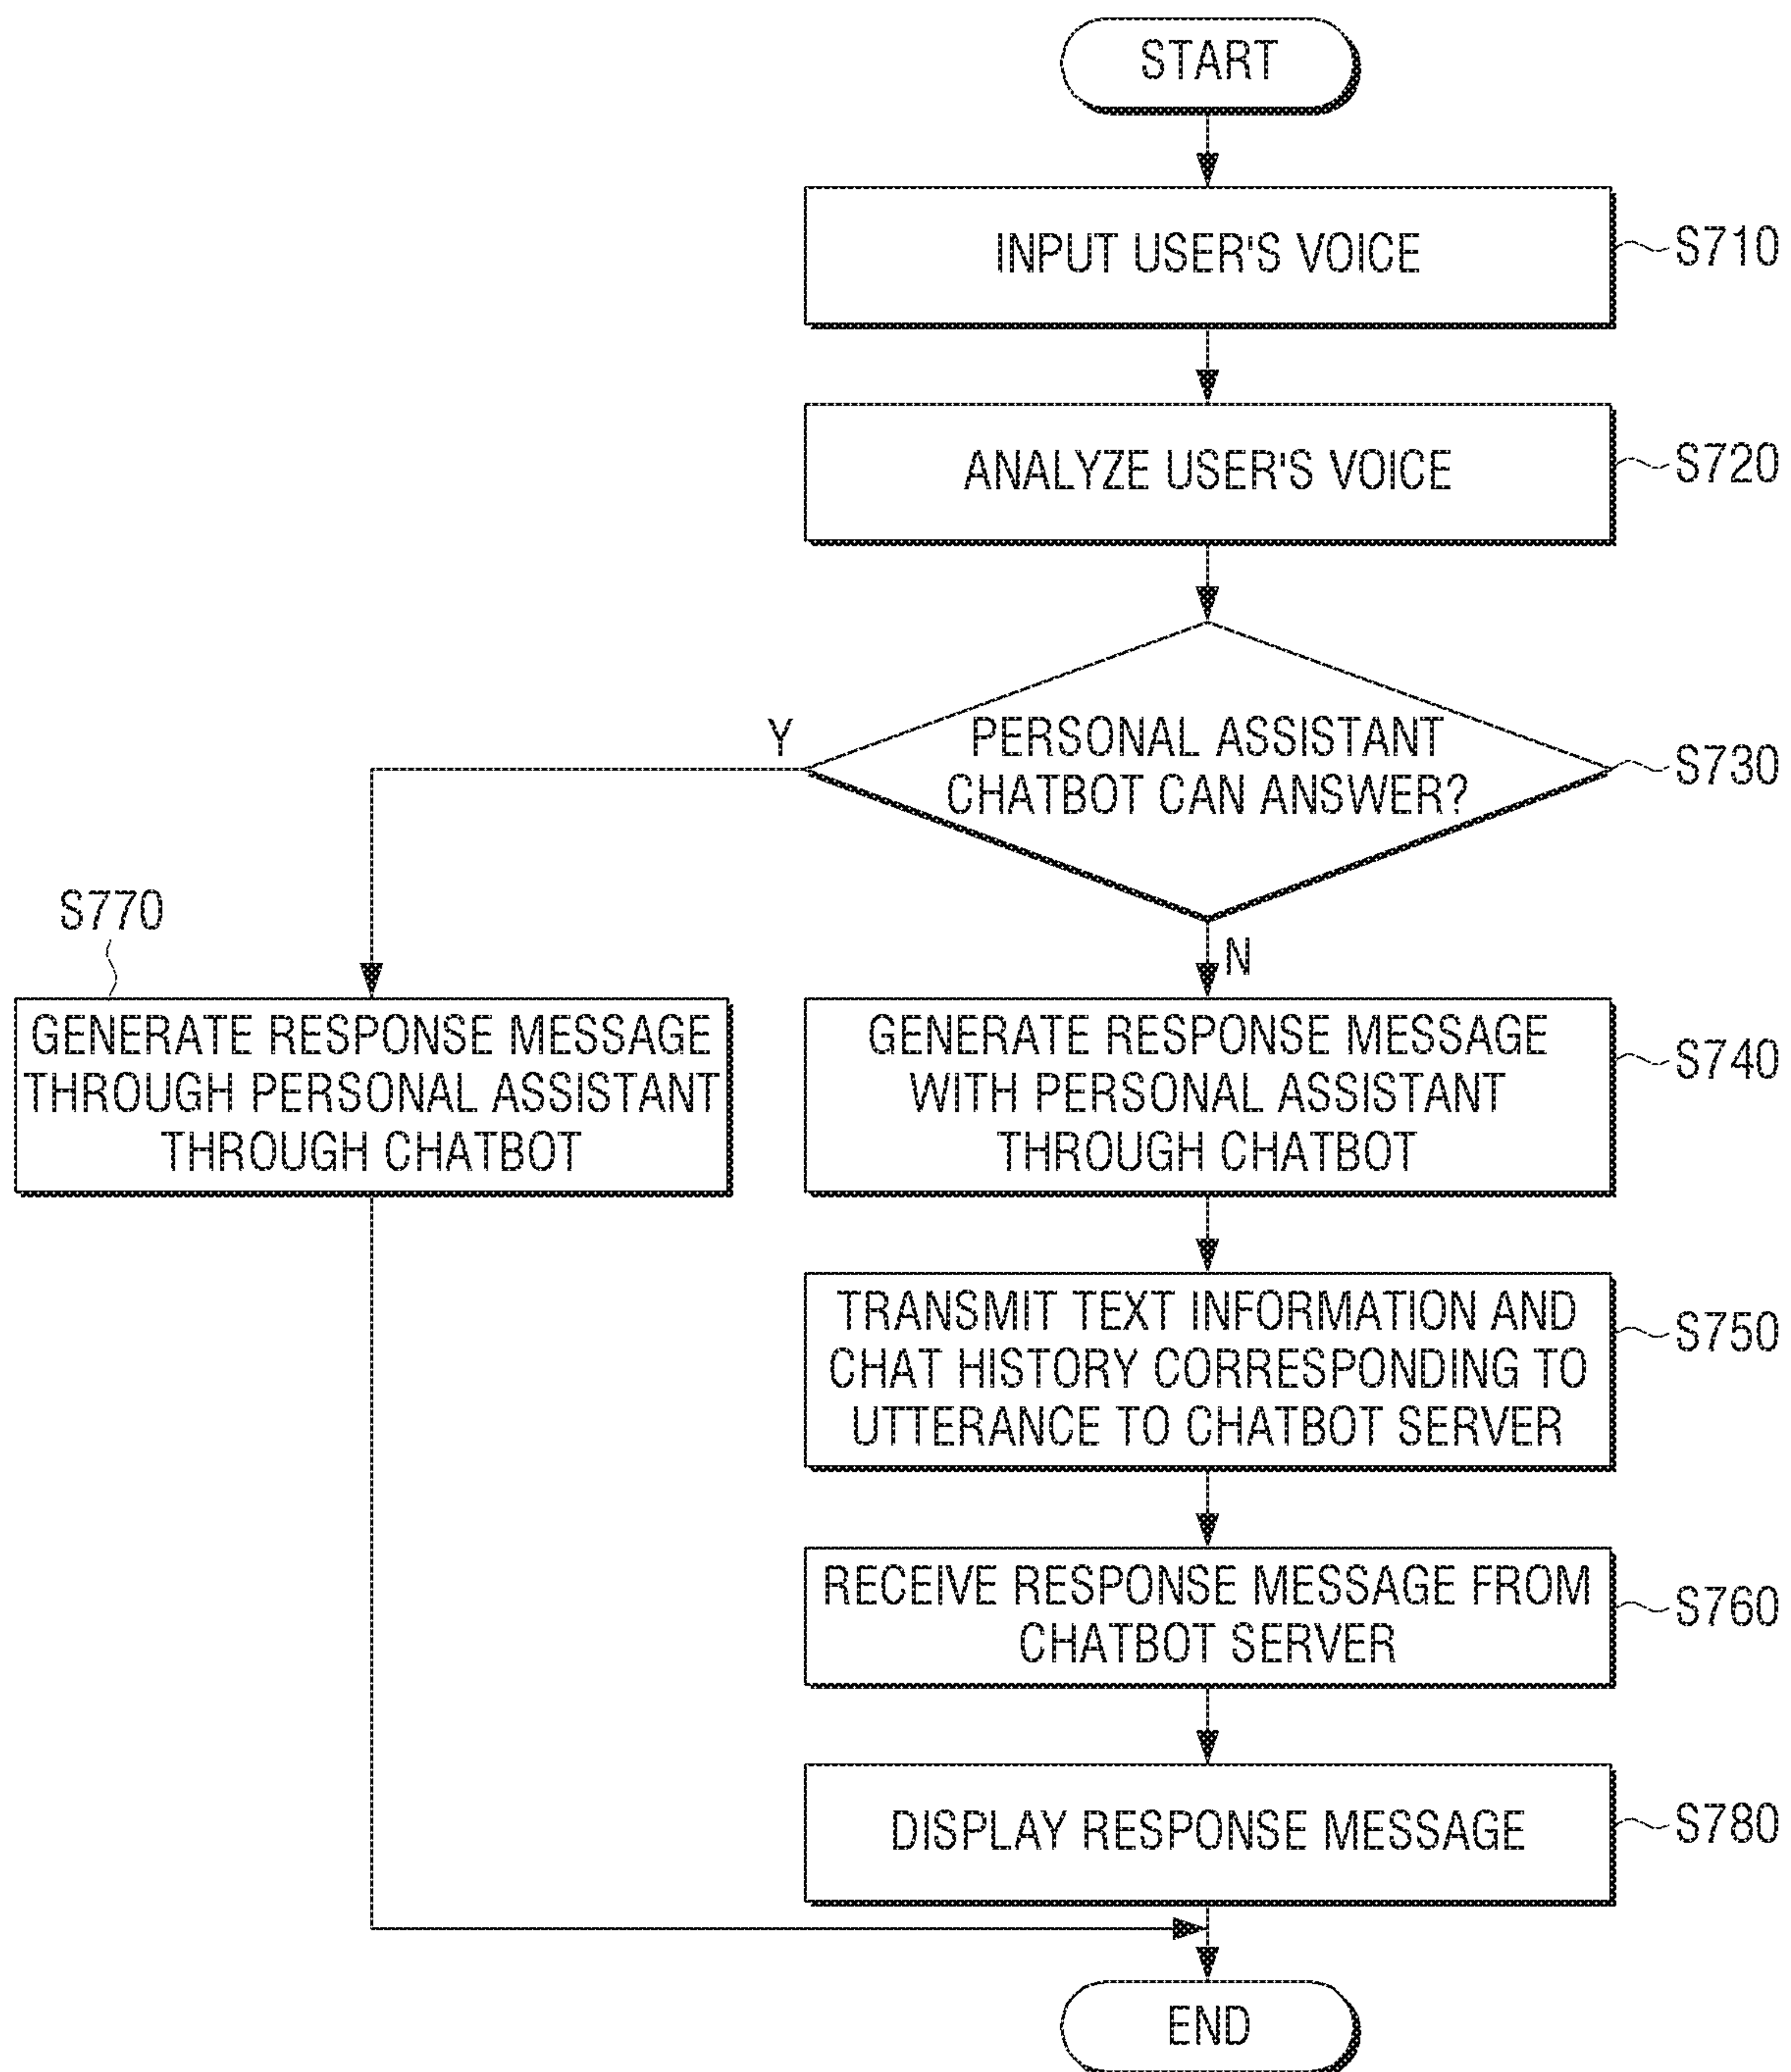 START
INPUT USER'S VOICE
S710
ANALYZE USER'S VOICE
S720
PERSONAL ASSISTANT
CHATBOT CAN ANSWER?
S730
Y
N
S770
GENERATE RESPONSE MESSAGE
THROUGH PERSONAL ASSISTANT
THROUGH CHATBOT
GENERATE RESPONSE MESSAGE
WITH PERSONAL ASSISTANT
THROUGH CHATBOT
S740
TRANSMIT TEXT INFORMATION AND
CHAT HISTORY CORRESPONDING TO
UTTERANCE TO CHATBOT SERVER
S750
RECEIVE RESPONSE MESSAGE FROM
CHATBOT SERVER
S760
DISPLAY RESPONSE MESSAGE
S780
END